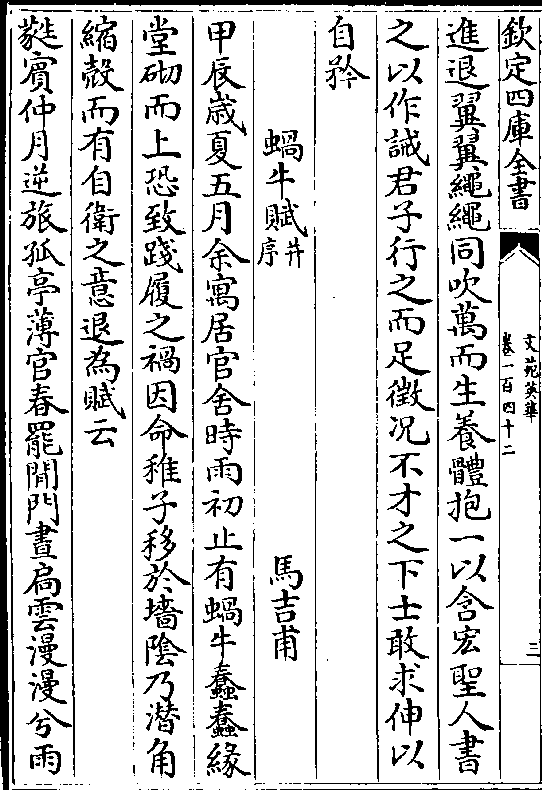 欽定四庫全書
文苑英華
卷一百四十二
三
進退翼翼繩繩同吹萬而生養體抱一以含宏聖人書
之以作誡君子行之而足徵况不才之下士敢求伸以
自矜
蝸牛賦并序
馬吉甫
甲辰歲夏五月余寓居官舍時雨初止有蝸牛蠢蠢緣
堂砌而上恐致踐履之禍因命稚子移於墻陰乃潛角
縮殼而有自衛之意退為賦云
蕤賓仲月逆旅孤亭薄官春罷閒門晝扃雲漫漫兮雨